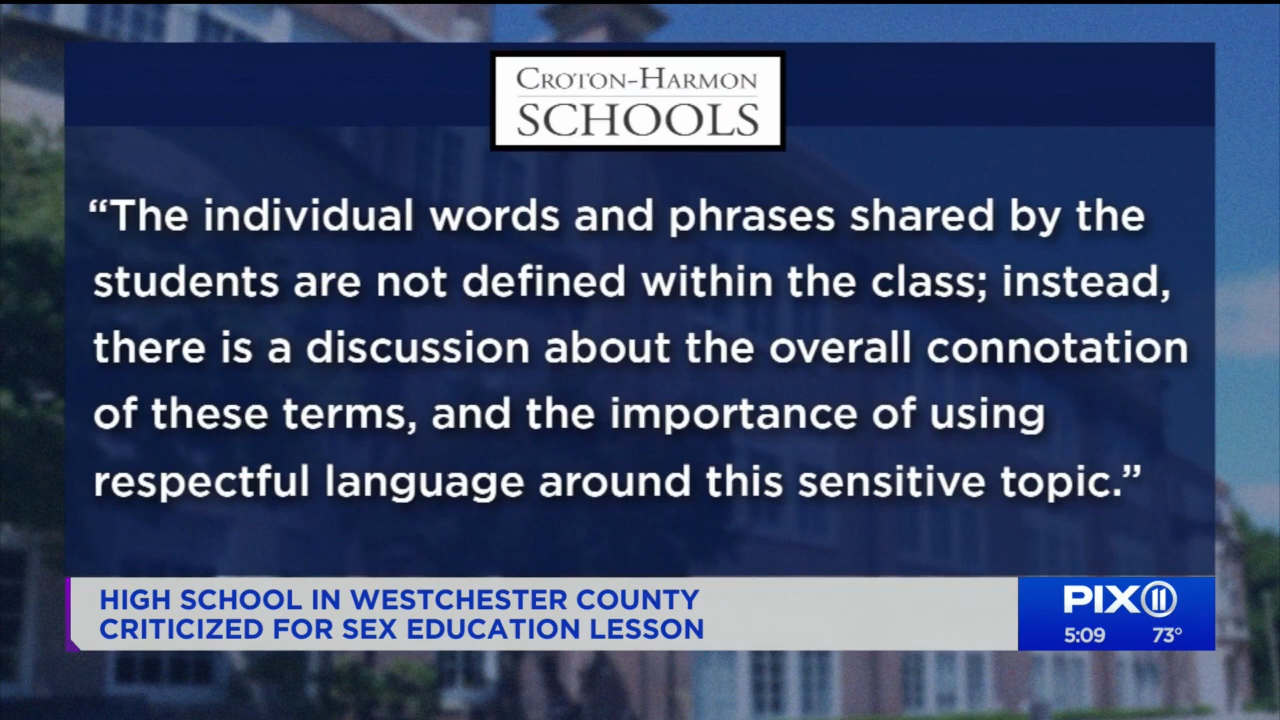 CROTON-HARMON
SCHOOLS
“The individual words and phrases shared by the
students are not defined within the class; instead,
there is a discussion about the overall connotation
of these terms, and the importance of using
respectful language around this sensitive topic.”
HIGH SCHOOL IN WESTCHESTER COUNTY
CRITICIZED FOR SEX EDUCATION LESSON
PIX11
5:09 73°